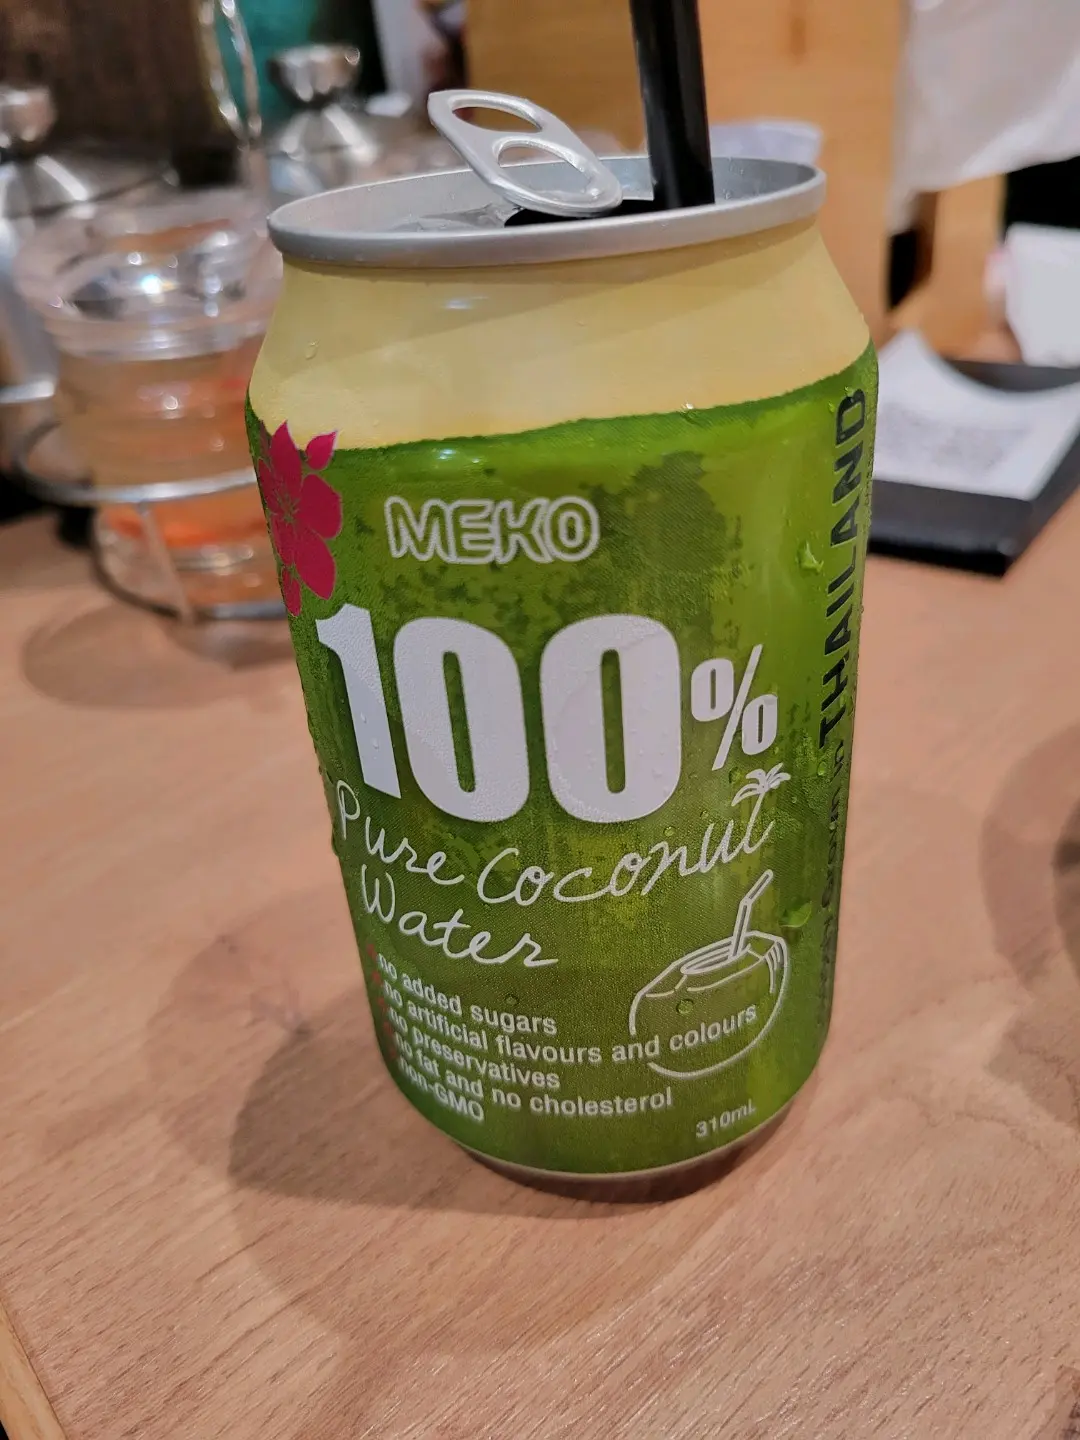 MEKO
100%
Pure Coconut
Water
no added sugars
no artificial flavours and colours
no preservatives
no fat and no cholesterol
non-GMO
310mL
in THAILAND